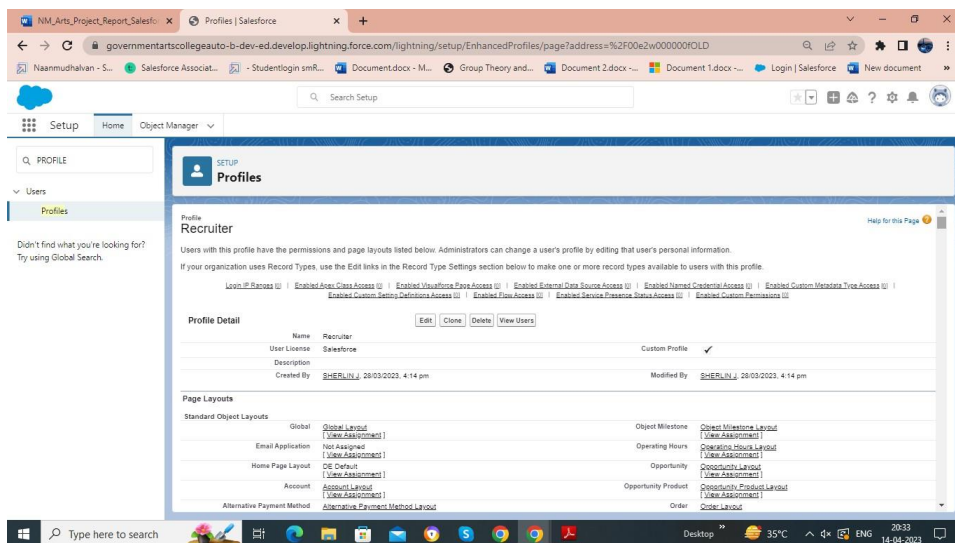 NM_Arts_Project_Report_Salesfo
Profiles | Salesforce
governmentartscollegeauto-b-dev-ed.develop.lightning.force.com/lightning/setup/EnhancedProfiles/page?address=%2F00e2w000000fOLD
Naanmudhalvan - S...
Salesforce Associat...
- Studentlogin smR...
Document.docx - M...
Group Theory and...
Document 2.docx -...
Document 1.docx -...
Login | Salesforce
New document
»
Search Setup
Setup
Home
Object Manager
PROFILE
Users
Profiles
Didn't find what you're looking for?
Try using Global Search.
SETUP
Profiles
Profile
Recruiter
Help for this Page
Users with this profile have the permissions and page layouts listed below. Administrators can change a user's profile by editing that user's personal information.
If your organization uses Record Types, use the Edit links in the Record Type Settings section below to make one or more record types available to users with this profile.
Login IP Ranges [0] | Enabled Apex Class Access [0] | Enabled Visualforce Page Access [0] | Enabled External Data Source Access [0] | Enabled Named Credential Access [0] | Enabled Custom Metadata Type Access [0] |
Enabled Custom Setting Definitions Access [0] | Enabled Flow Access [0] | Enabled Service Presence Status Access [0] | Enabled Custom Permissions [0]
Profile Detail
Edit Clone Delete View Users
Name Recruiter
User License Salesforce Custom Profile ✓
Description
Created By SHERLIN J, 28/03/2023, 4:14 pm Modified By SHERLIN J, 28/03/2023, 4:14 pm
Page Layouts
Standard Object Layouts
Global Global Layout Object Milestone Object Milestone Layout
[ View Assignment ] [ View Assignment ]
Email Application Not Assigned Operating Hours Operating Hours Layout
[ View Assignment ] [ View Assignment ]
Home Page Layout DE Default Opportunity Opportunity Layout
[ View Assignment ] [ View Assignment ]
Account Account Layout Opportunity Product Opportunity Product Layout
[ View Assignment ] [ View Assignment ]
Alternative Payment Method Alternative Payment Method Layout Order Order Layout
Type here to search
Desktop
»
35°C
ENG
20:33
14-04-2023